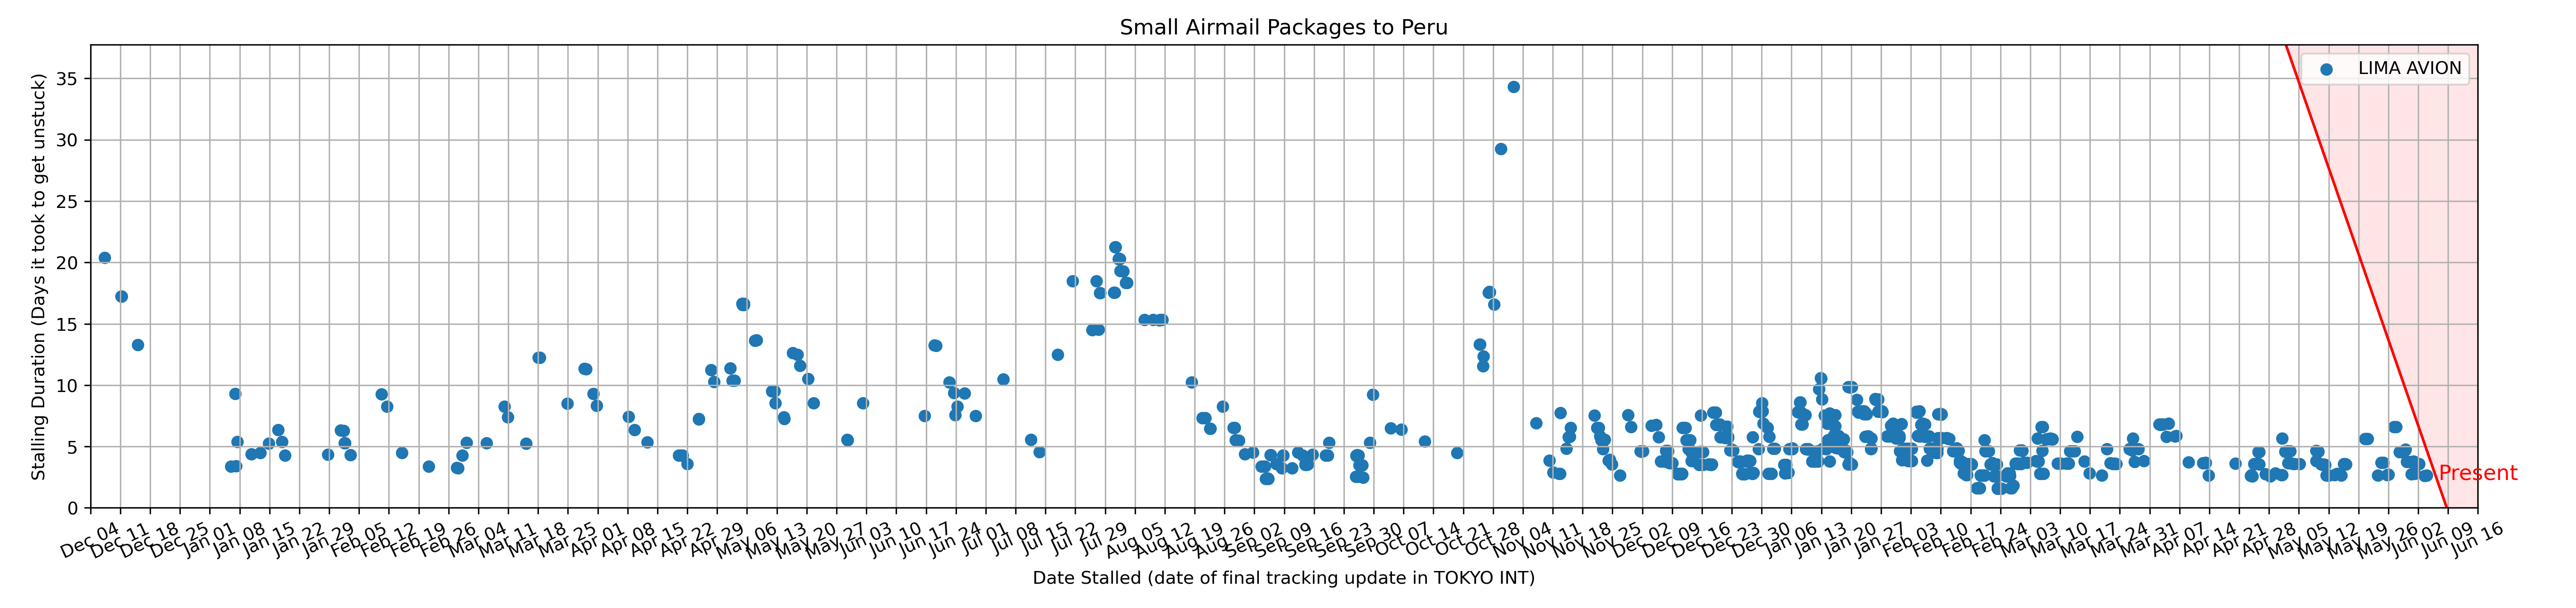 Small Airmail Packages to Peru
LIMA AVION
Stalling Duration (Days it took to get unstuck)
35
30
25
20
15
10
5
0
Present
Dec 04 Dec 11 Dec 18 Dec 25 Jan 01 Jan 08 Jan 15 Jan 22 Jan 29 Feb 05 Feb 12 Feb 19 Feb 26 Mar 04 Mar 11 Mar 18 Mar 25 Apr 01 Apr 08 Apr 15 Apr 22 Apr 29 May 06 May 13 May 20 May 27 Jun 03 Jun 10 Jun 17 Jun 24 Jul 01 Jul 08 Jul 15 Jul 22 Jul 29 Aug 05 Aug 12 Aug 19 Aug 26 Sep 02 Sep 09 Sep 16 Sep 23 Sep 30 Oct 07 Oct 14 Oct 21 Oct 28 Nov 04 Nov 11 Nov 18 Nov 25 Dec 02 Dec 09 Dec 16 Dec 23 Dec 30 Jan 06 Jan 13 Jan 20 Jan 27 Feb 03 Feb 10 Feb 17 Feb 24 Mar 03 Mar 10 Mar 17 Mar 24 Mar 31 Apr 07 Apr 14 Apr 21 Apr 28 May 05 May 12 May 19 May 26 Jun 02 Jun 09 Jun 16
Date Stalled (date of final tracking update in TOKYO INT)